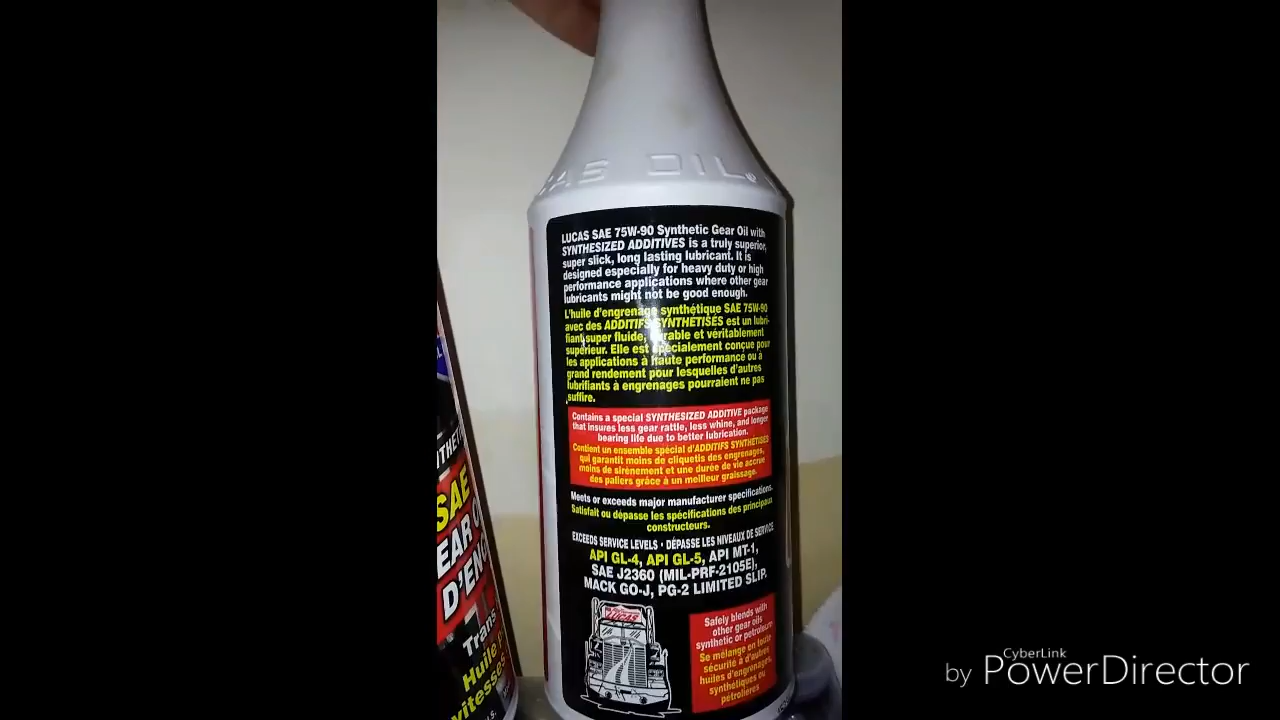 OIL
LUCAS SAE 75W-90 Synthetic Gear Oil with
SYNTHESIZED ADDITIVES is a truly superior,
super slick, long lasting lubricant. It is
designed especially for heavy duty or high
performance applications where other gear
lubricants might not be good enough.
L'huile d'engrenage synthétique SAE 75W-90
avec des ADDITIFS SYNTHÉTISÉS est un lubri-
fiant super fluide, durable et véritablement
supérieur. Elle est spécialement conçue pour
les applications à haute performance ou à
grand rendement pour lesquelles d'autres
lubrifiants à engrenages pourraient ne pas
suffire.
Contains a special SYNTHESIZED ADDITIVE package
that insures less gear rattle, less whine, and longer
bearing life due to better lubrication.
Contient un ensemble spécial d'ADDITIFS SYNTHÉTISÉS
qui garantit moins de cliquetis des engrenages,
moins de sirènement et une durée de vie accrue
des paliers grâce à un meilleur graissage.
Meets or exceeds major manufacturer specifications.
Satisfait ou dépasse les spécifications des principaux
constructeurs.
EXCEEDS SERVICE LEVELS • DÉPASSE LES NIVEAUX DE SERVICE
API GL-4, API GL-5, API MT-1,
SAE J2360 (MIL-PRF-2105E),
MACK GO-J, PG-2 LIMITED SLIP.
LUCAS
Safely blends with
other gear oils
synthetic or petroleum
Se mélange en toute
sécurité à d'autres
huiles d'engrenages,
synthétiques ou
pétrolières
SAE
D'EN
Trans
Huile
vitesses
CyberLink
by PowerDirector